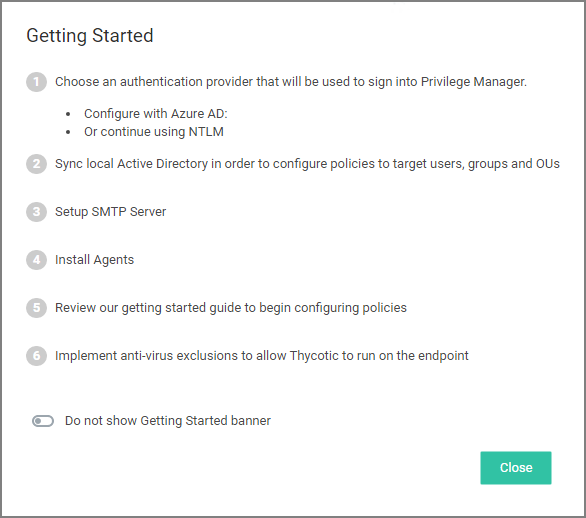 Getting Started
1 Choose an authentication provider that will be used to sign into Privilege Manager.
• Configure with Azure AD:
• Or continue using NTLM
2 Sync local Active Directory in order to configure policies to target users, groups and OUs
3 Setup SMTP Server
4 Install Agents
5 Review our getting started guide to begin configuring policies
6 Implement anti-virus exclusions to allow Thycotic to run on the endpoint
Do not show Getting Started banner
Close